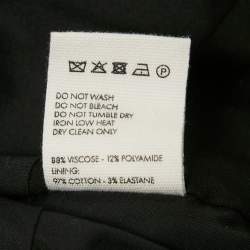 P
DO NOT WASH
DO NOT BLEACH
DO NOT TUMBLE DRY
IRON LOW HEAT
DRY CLEAN ONLY
88% VISCOSE - 12% POLYAMIDE
LINING:
97% COTTON - 3% ELASTANE